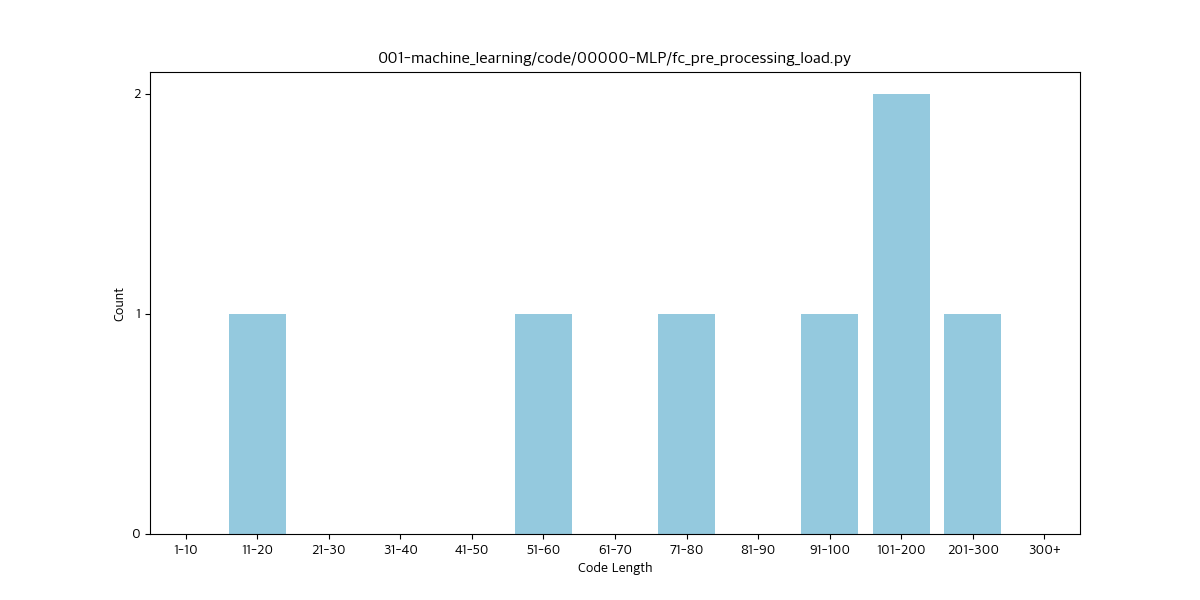 001-machine_learning/code/00000-MLP/fc_pre_processing_load.py
2
1
0
Count
1-10 11-20 21-30 31-40 41-50 51-60 61-70 71-80 81-90 91-100 101-200 201-300 300+
Code Length